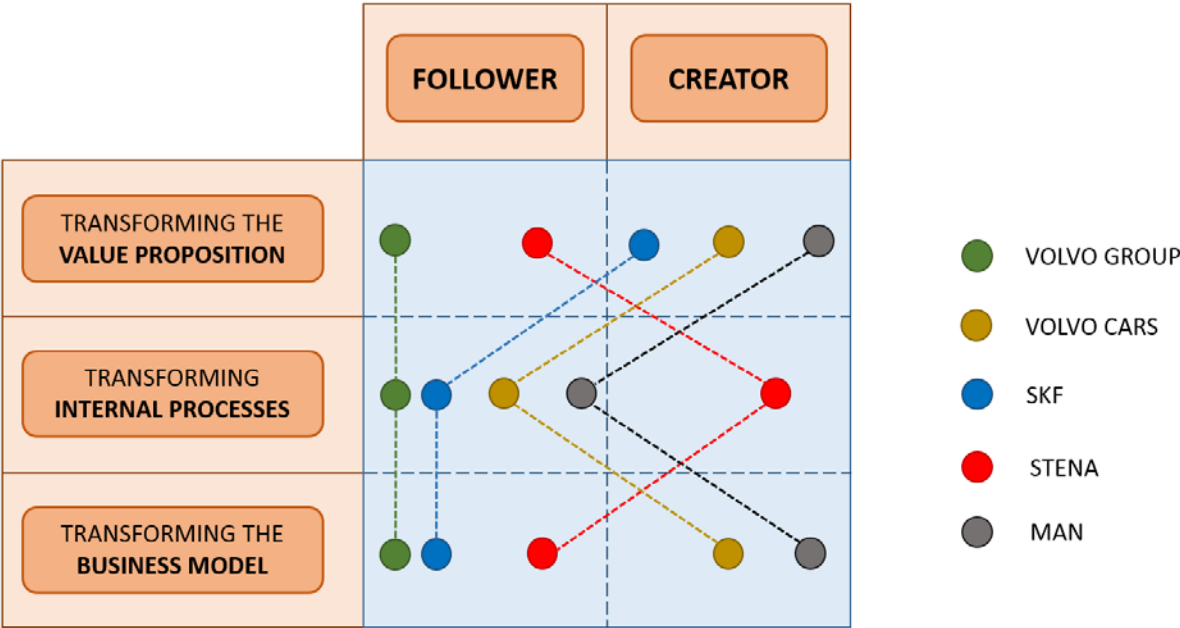 FOLLOWER
CREATOR
TRANSFORMING THE
VALUE PROPOSITION
TRANSFORMING
INTERNAL PROCESSES
TRANSFORMING THE
BUSINESS MODEL
VOLVO GROUP
VOLVO CARS
SKF
STENA
MAN